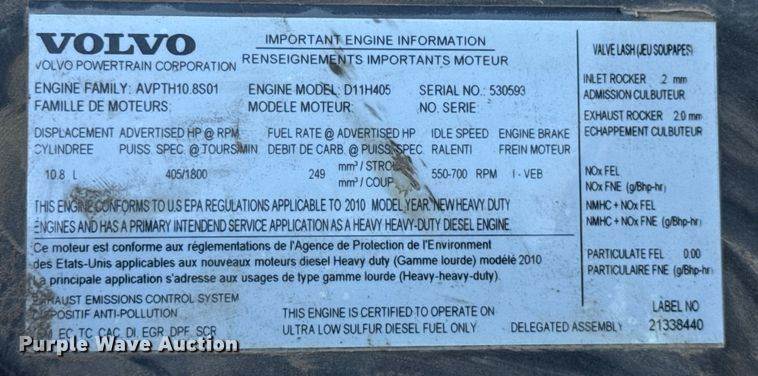 VOLVO
VOLVO POWERTRAIN CORPORATION
IMPORTANT ENGINE INFORMATION
RENSEIGNEMENTS IMPORTANTS MOTEUR
ENGINE FAMILY: AVPTH10.8S01 ENGINE MODEL: D11H405 SERIAL NO.: 530593
FAMILLE DE MOTEURS: MODELE MOTEUR: NO. SERIE:
DISPLACEMENT ADVERTISED HP @ RPM FUEL RATE @ ADVERTISED HP IDLE SPEED ENGINE BRAKE
CYLINDREE PUISS. SPEC. @ TOURS/MIN DEBIT DE CARB. @ PUISS. SPEC. RALENTI FREIN MOTEUR
10.8 L 405/1800 249 mm³ / STROKE 550-700 RPM I - VEB
mm³ / COUP
THIS ENGINE CONFORMS TO U.S EPA REGULATIONS APPLICABLE TO 2010 MODEL YEAR NEW HEAVY DUTY
ENGINES AND HAS A PRIMARY INTENDEND SERVICE APPLICATION AS A HEAVY HEAVY-DUTY DIESEL ENGINE.
Ce moteur est conforme aux réglementations de l'Agence de Protection de l'Environment
des Etats-Unis applicables aux nouveaux moteurs diesel Heavy duty (Gamme lourde) modélé 2010
la principale application s'adresse aux usages de type gamme lourde (Heavy-heavy-duty).
EXHAUST EMISSIONS CONTROL SYSTEM
DISPOSITIF ANTI-POLLUTION
EC, TC, CAC, DI, EGR, DPF, SCR
THIS ENGINE IS CERTIFIED TO OPERATE ON
ULTRA LOW SULFUR DIESEL FUEL ONLY
DELEGATED ASSEMBLY
VALVE LASH (JEU SOUPAPES)
INLET ROCKER .2 mm
ADMISSION CULBUTEUR
EXHAUST ROCKER 2.0 mm
ECHAPPEMENT CULBUTEUR
NOx FEL
NOx FNE (g/Bhp-hr)
NMHC + NOx FEL
NMHC + NOx FNE (g/Bhp-hr)
PARTICULATE FEL 0.00
PARTICULAIRE FNE (g/Bhp-hr)
LABEL NO
21338440
Purple Wave Auction